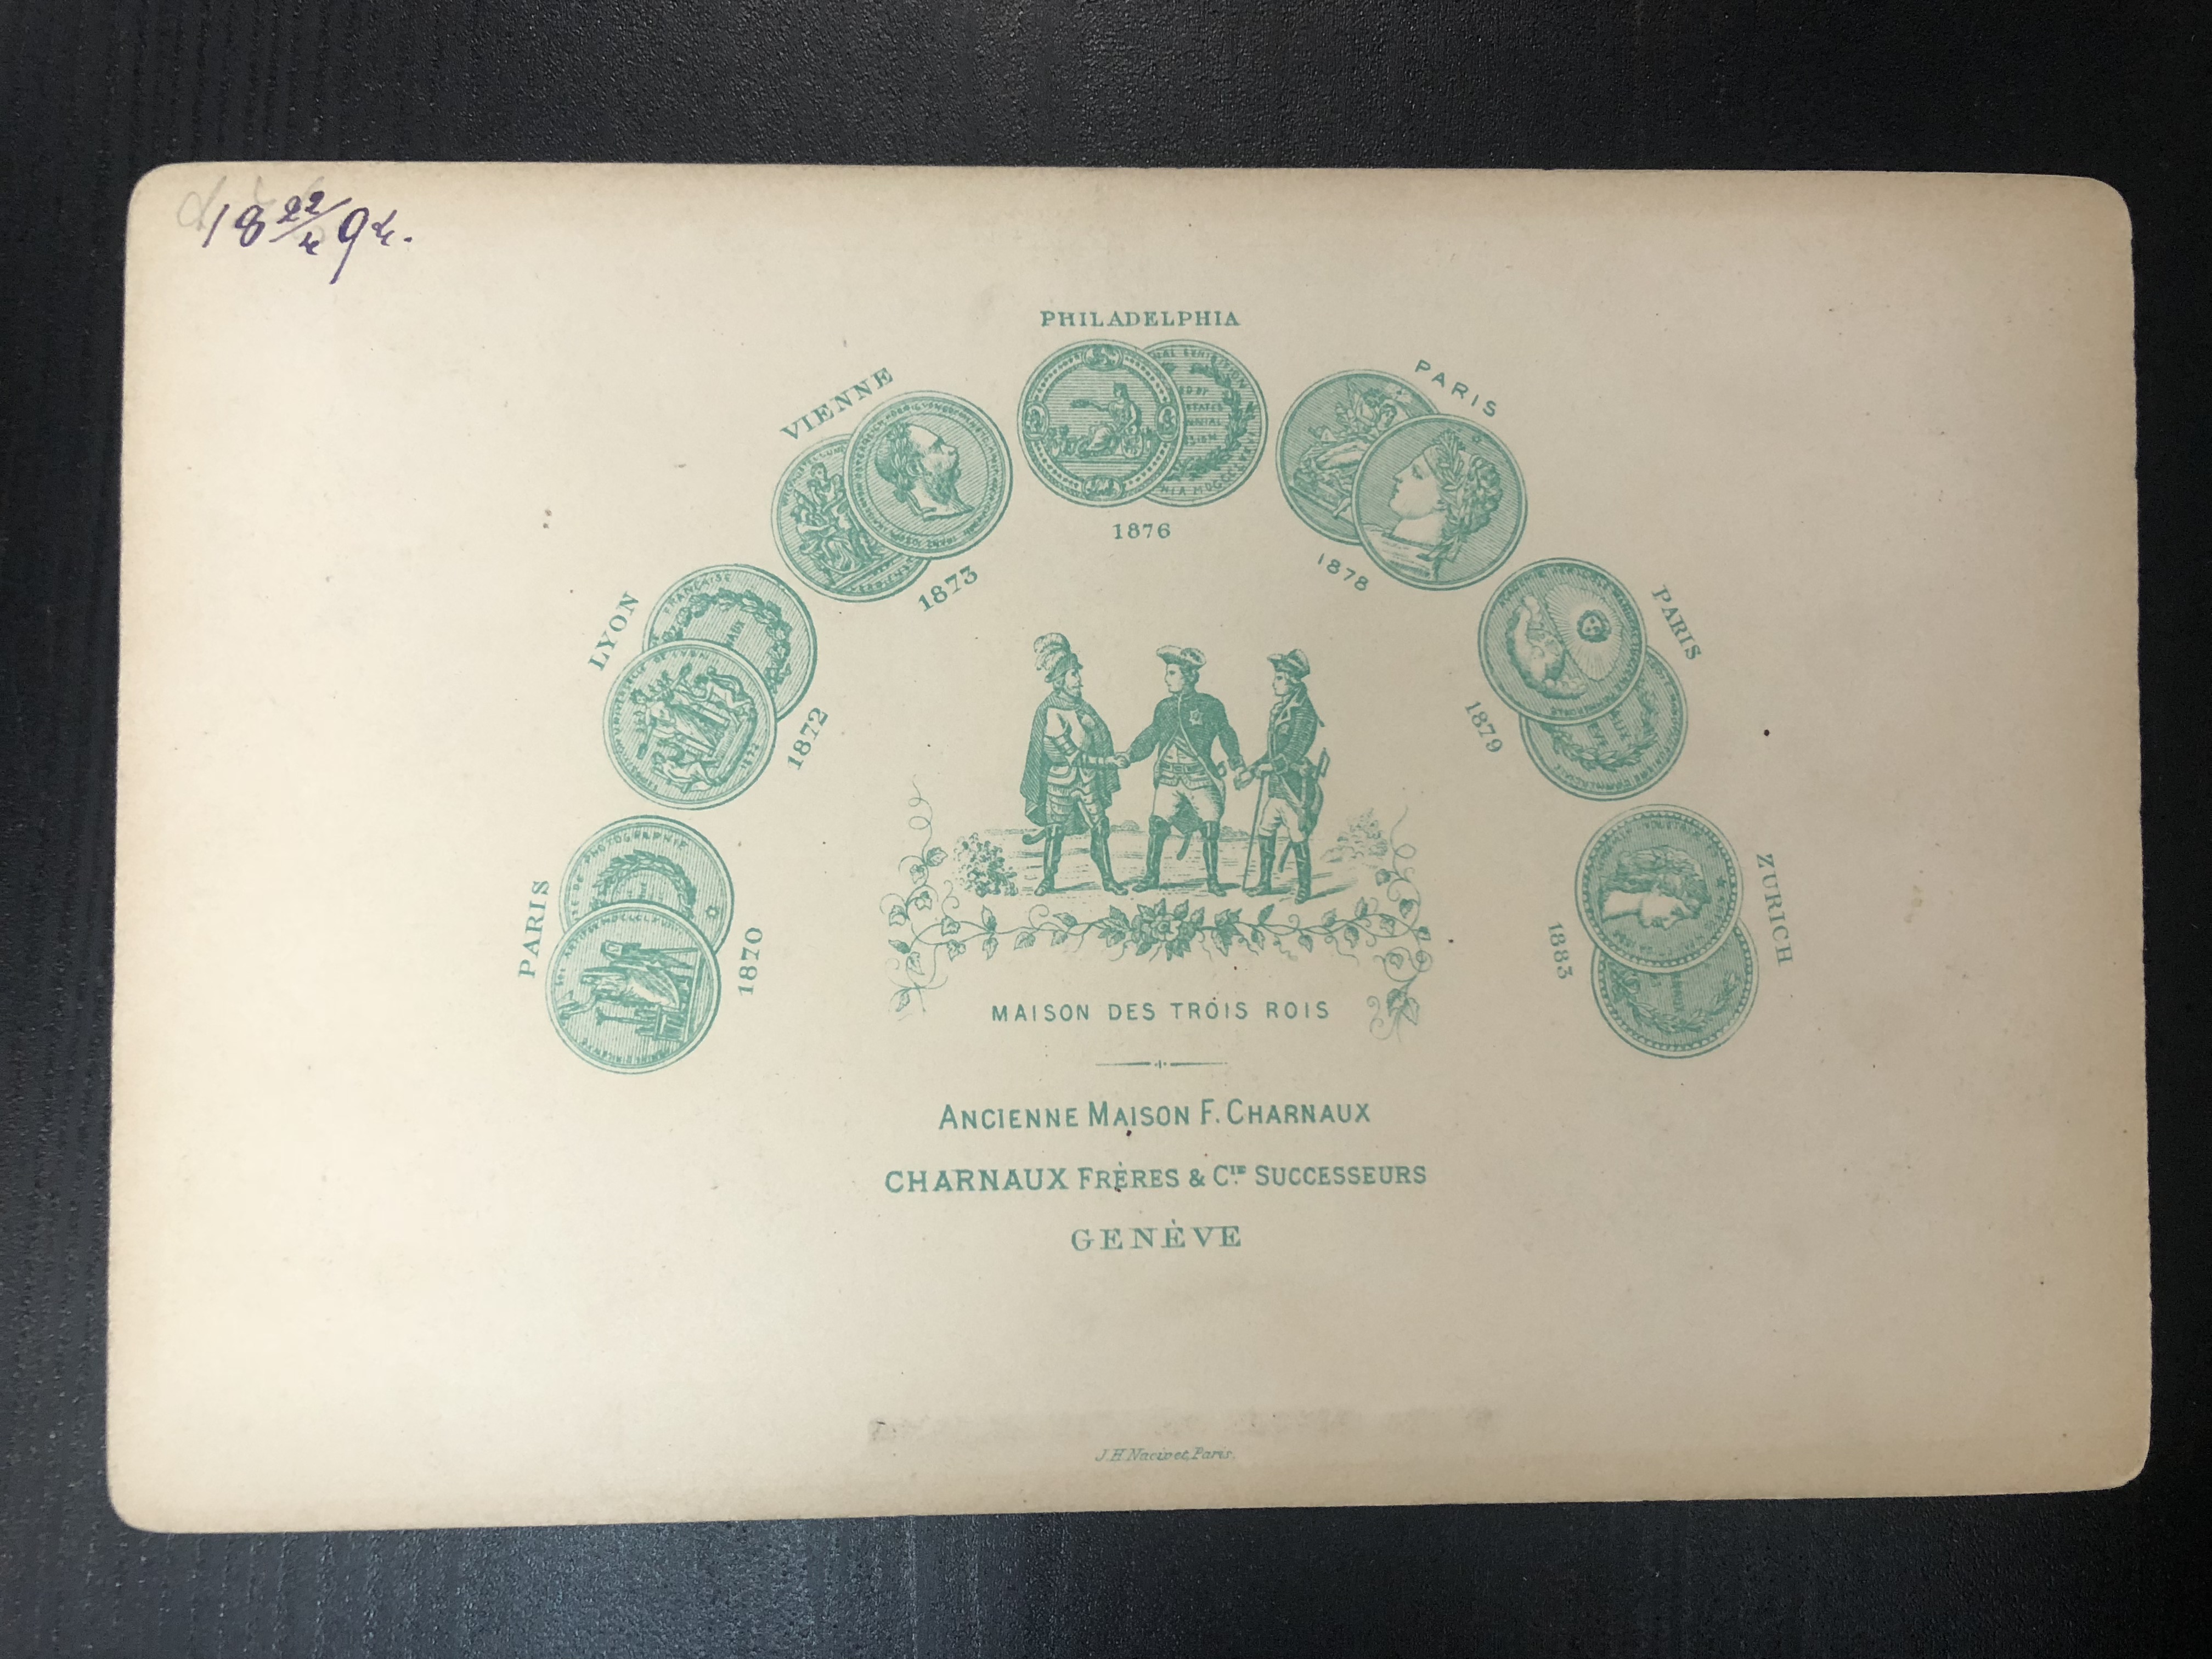 18 22/4 94.
PHILADELPHIA
1876
VIENNE
1873
PARIS
1878
LYON
1872
PARIS
1879
PARIS
1870
ZURICH
1883
MAISON DES TROIS ROIS
ANCIENNE MAISON F. CHARNAUX
CHARNAUX FRÈRES & CIE SUCCESSEURS
GENÈVE
J.H. Nacivet, Paris.